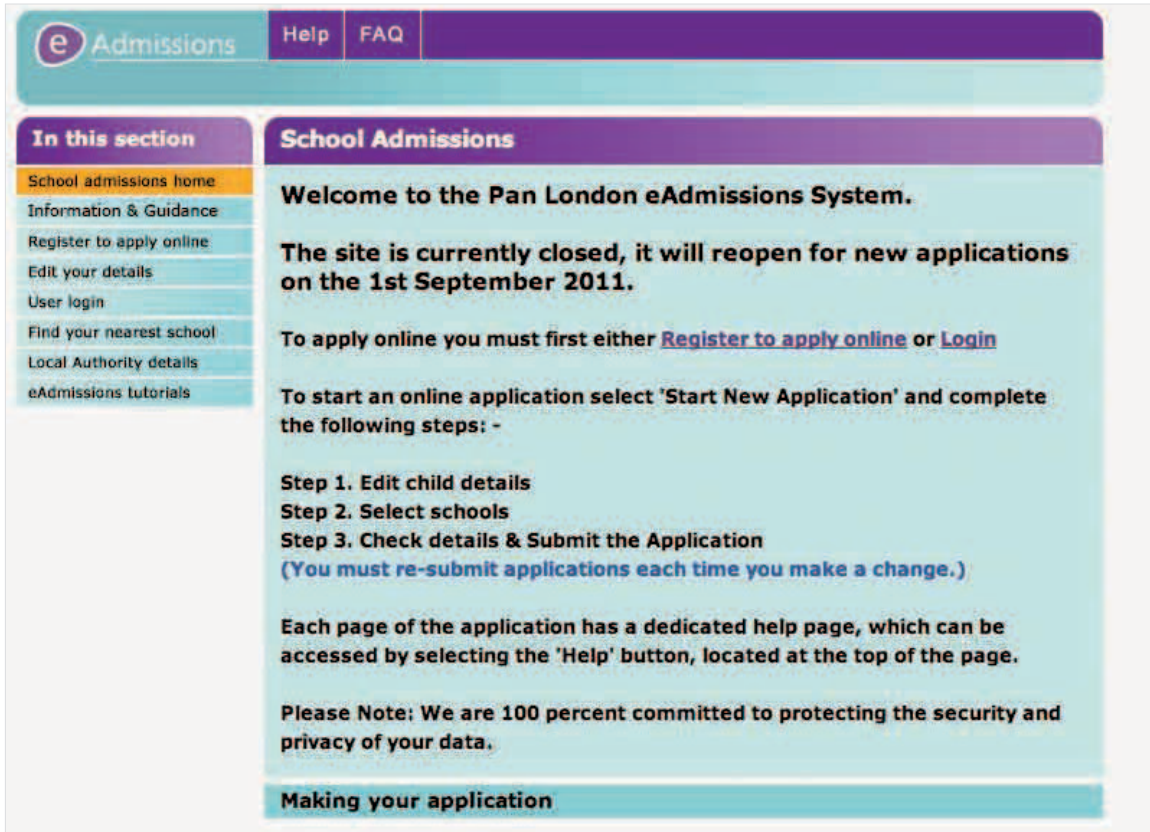 e Admissions
Help
FAQ
In this section
School admissions home
Information & Guidance
Register to apply online
Edit your details
User login
Find your nearest school
Local Authority details
eAdmissions tutorials
School Admissions
Welcome to the Pan London eAdmissions System.
The site is currently closed, it will reopen for new applications
on the 1st September 2011.
To apply online you must first either Register to apply online or Login
To start an online application select 'Start New Application' and complete
the following steps: -
Step 1. Edit child details
Step 2. Select schools
Step 3. Check details & Submit the Application
(You must re-submit applications each time you make a change.)
Each page of the application has a dedicated help page, which can be
accessed by selecting the 'Help' button, located at the top of the page.
Please Note: We are 100 percent committed to protecting the security and
privacy of your data.
Making your application